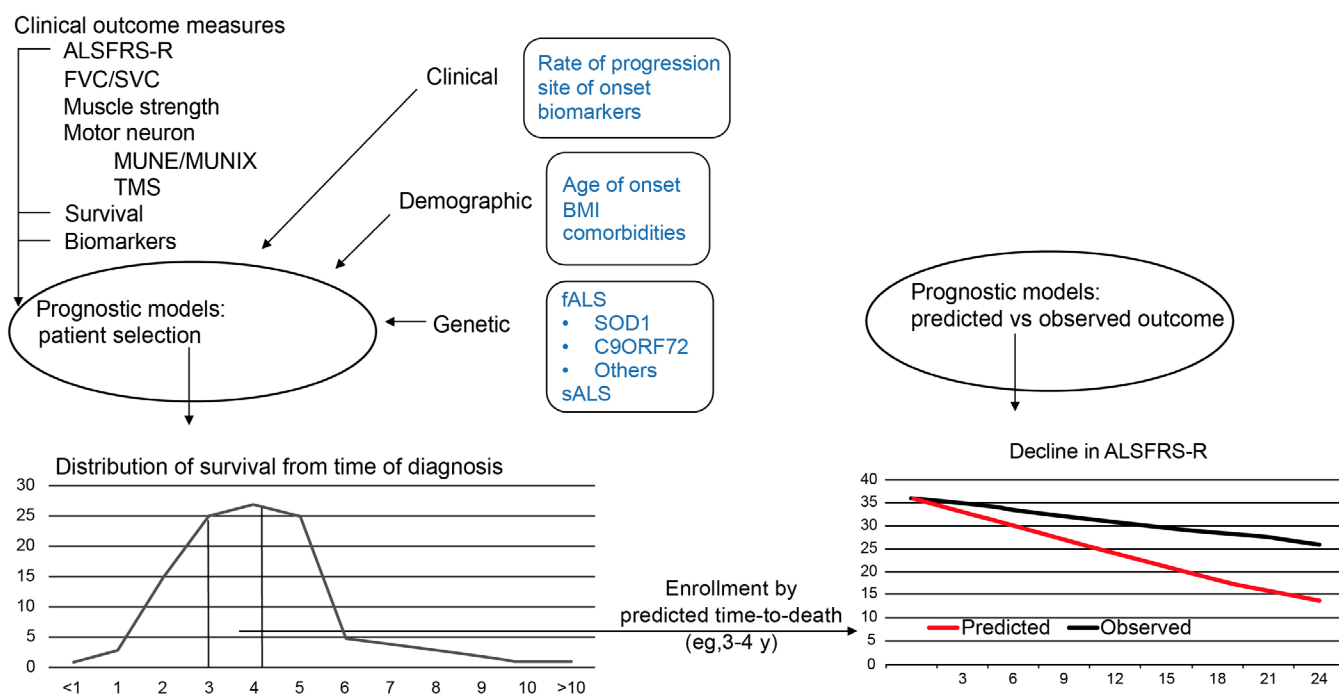 Clinical outcome measures
ALSFRS-R
FVC/SVC
Muscle strength
Motor neuron
MUNE/MUNIX
TMS
Survival
Biomarkers
Clinical
Rate of progression
site of onset
biomarkers
Demographic
Age of onset
BMI
comorbidities
Genetic
fALS
• SOD1
• C9ORF72
• Others
sALS
Prognostic models:
patient selection
Prognostic models:
predicted vs observed outcome
Distribution of survival from time of diagnosis
30
25
20
15
10
5
0
<1 1 2 3 4 5 6 7 8 9 10 >10
Enrollment by
predicted time-to-death
(eg,3-4 y)
Decline in ALSFRS-R
40
35
30
25
20
15
10
5
0
Predicted Observed
3 6 9 12 15 18 21 24